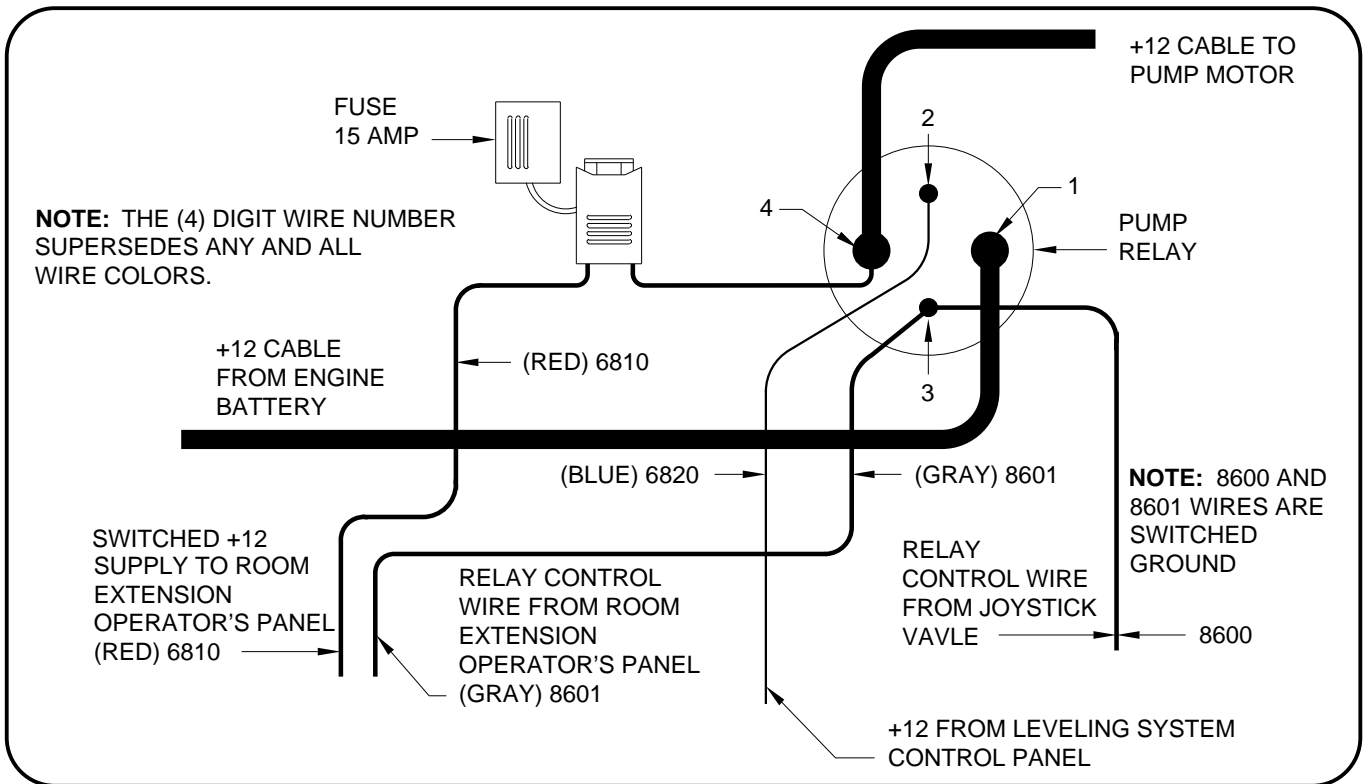 +12 CABLE TO
PUMP MOTOR
FUSE
15 AMP
2
1
4
NOTE: THE (4) DIGIT WIRE NUMBER
SUPERSEDES ANY AND ALL
WIRE COLORS.
PUMP
RELAY
+12 CABLE
FROM ENGINE
BATTERY
(RED) 6810
3
(BLUE) 6820
(GRAY) 8601
NOTE: 8600 AND
8601 WIRES ARE
SWITCHED
GROUND
SWITCHED +12
SUPPLY TO ROOM
EXTENSION
OPERATOR'S PANEL
(RED) 6810
RELAY CONTROL
WIRE FROM ROOM
EXTENSION
OPERATOR'S PANEL
(GRAY) 8601
RELAY
CONTROL WIRE
FROM JOYSTICK
VAVLE
8600
+12 FROM LEVELING SYSTEM
CONTROL PANEL